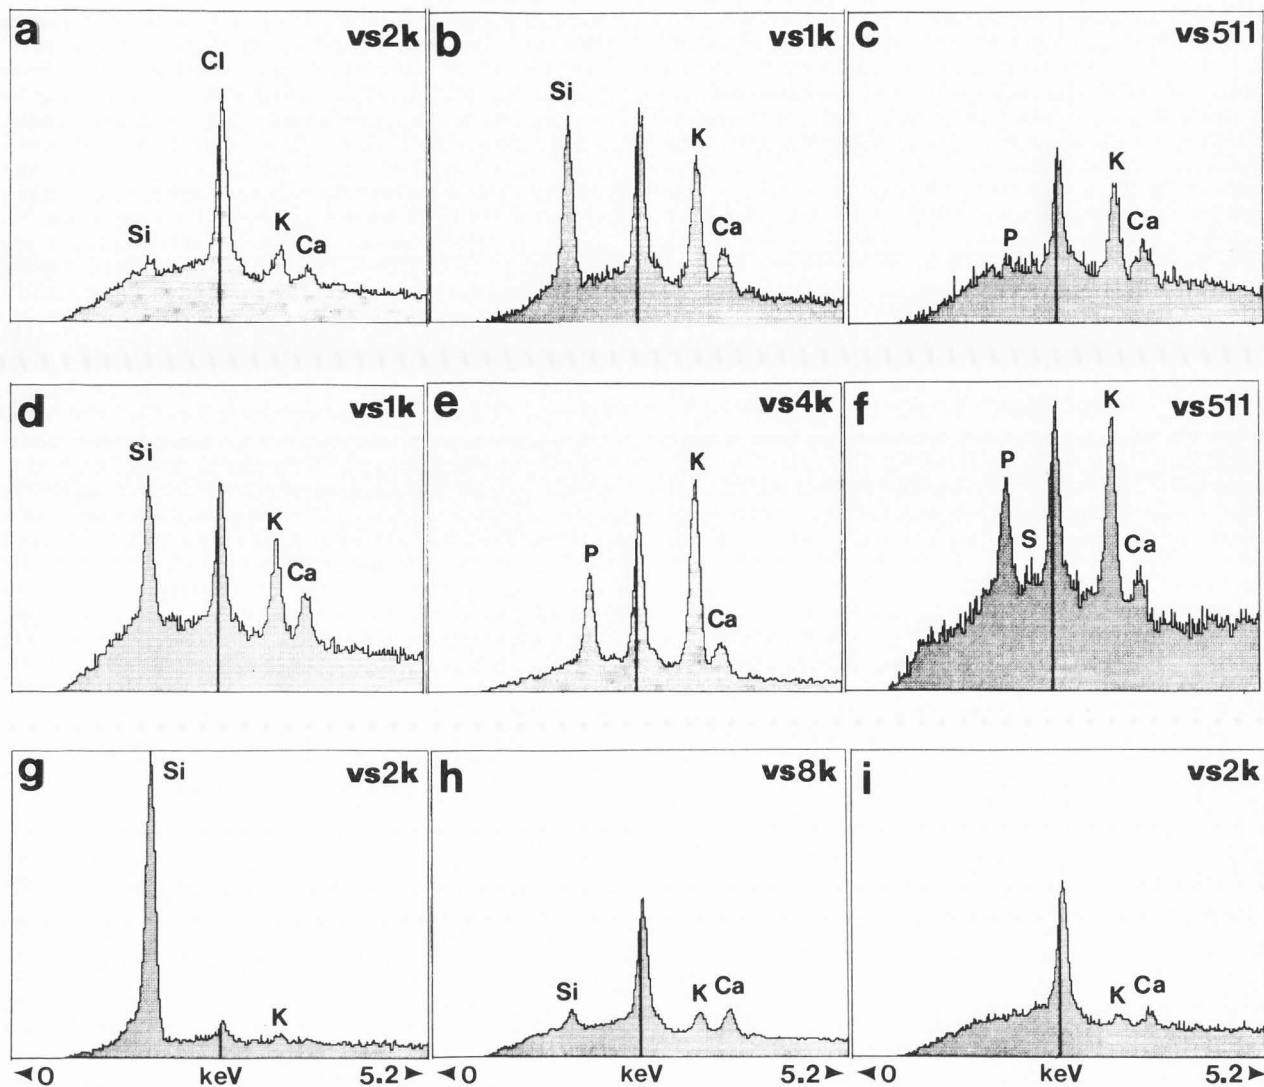 a vs2k
Cl
Si K Ca
b vs1k
Si K Ca
c vs511
P K Ca
d vs1k
Si K Ca
e vs4k
P K Ca
f vs511
P S K Ca
g vs2k
Si
K
h vs8k
Si K Ca
i vs2k
K Ca
◄0 keV 5.2► ◄0 keV 5.2► ◄0 keV 5.2►